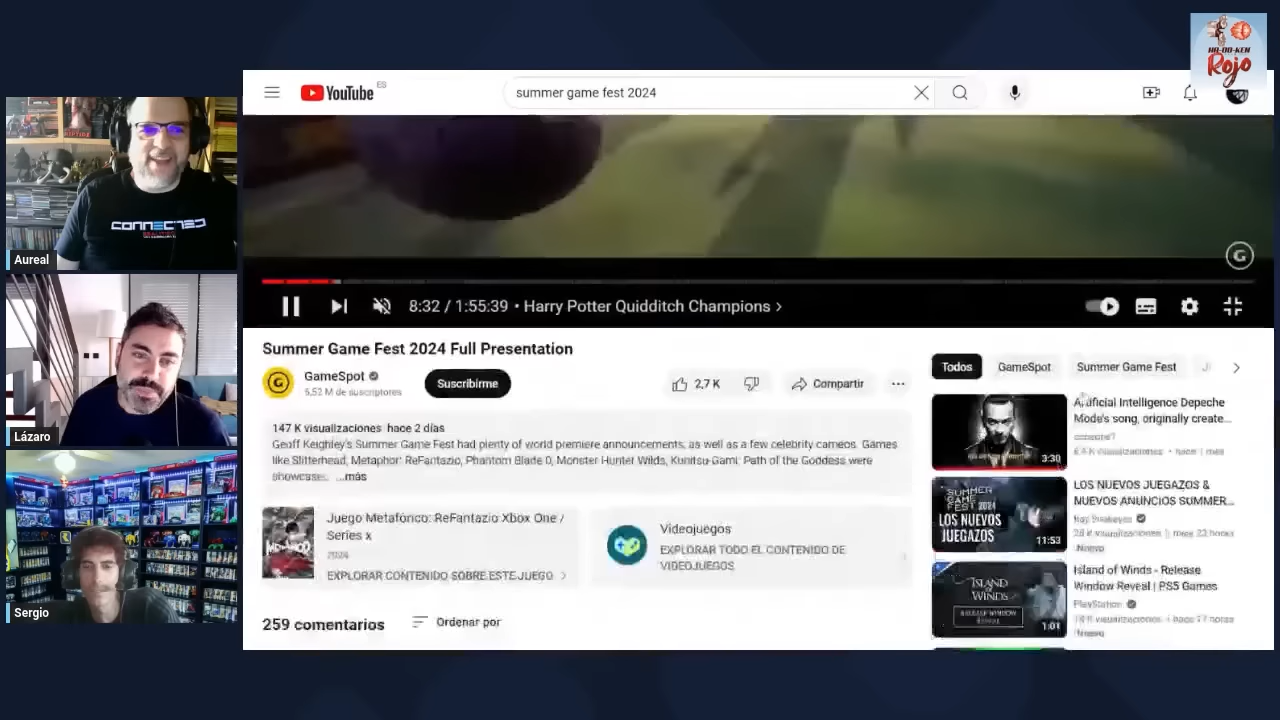 HA-DO-KEN
Rojo
YouTube ES
summer game fest 2024
CONNECTED
Aureal
Lázaro
Sergio
G
8:32 / 1:55:39 • Harry Potter Quidditch Champions >
Summer Game Fest 2024 Full Presentation
GameSpot
5,52 M de suscriptores
Suscribirme
2,7 K
Compartir
147 K visualizaciones hace 2 días
Geoff Keighley's Summer Game Fest had plenty of world premiere announcements, as well as a few celebrity cameos. Games
like Slitterhead, Metaphor: ReFantazio, Phantom Blade 0, Monster Hunter Wilds, Kunitsu-Gami: Path of the Goddess were
showcase... ...más
Juego Metafórico: ReFantazio Xbox One /
Series x
2024
EXPLORAR CONTENIDO SOBRE ESTE JUEGO >
Videojuegos
EXPLORAR TODO EL CONTENIDO DE
VIDEOJUEGOS
259 comentarios
Ordenar por
Todos
GameSpot
Summer Game Fest
Artificial Intelligence Depeche
Mode's song, originally create...
3:30
LOS NUEVOS JUEGAZOS &
NUEVOS ANUNCIOS SUMMER...
Nuevo
SUMMER
GAME
FEST 2024
LOS NUEVOS
JUEGAZOS
11:53
Island of Winds - Release
Window Reveal | PS5 Games
PlayStation
Nuevo
ISLAND
OF
WINDS
RELEASE WINDOW
REVEAL
1:01